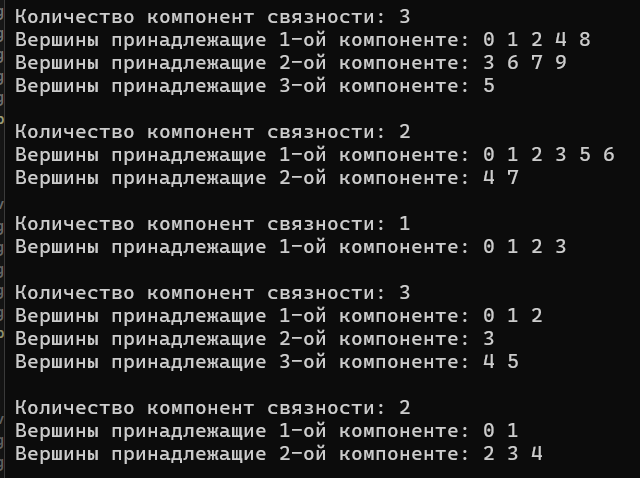 Количество компонент связности: 3
Вершины принадлежащие 1-ой компоненте: 0 1 2 4 8
Вершины принадлежащие 2-ой компоненте: 3 6 7 9
Вершины принадлежащие 3-ой компоненте: 5
Количество компонент связности: 2
Вершины принадлежащие 1-ой компоненте: 0 1 2 3 5 6
Вершины принадлежащие 2-ой компоненте: 4 7
Количество компонент связности: 1
Вершины принадлежащие 1-ой компоненте: 0 1 2 3
Количество компонент связности: 3
Вершины принадлежащие 1-ой компоненте: 0 1 2
Вершины принадлежащие 2-ой компоненте: 3
Вершины принадлежащие 3-ой компоненте: 4 5
Количество компонент связности: 2
Вершины принадлежащие 1-ой компоненте: 0 1
Вершины принадлежащие 2-ой компоненте: 2 3 4